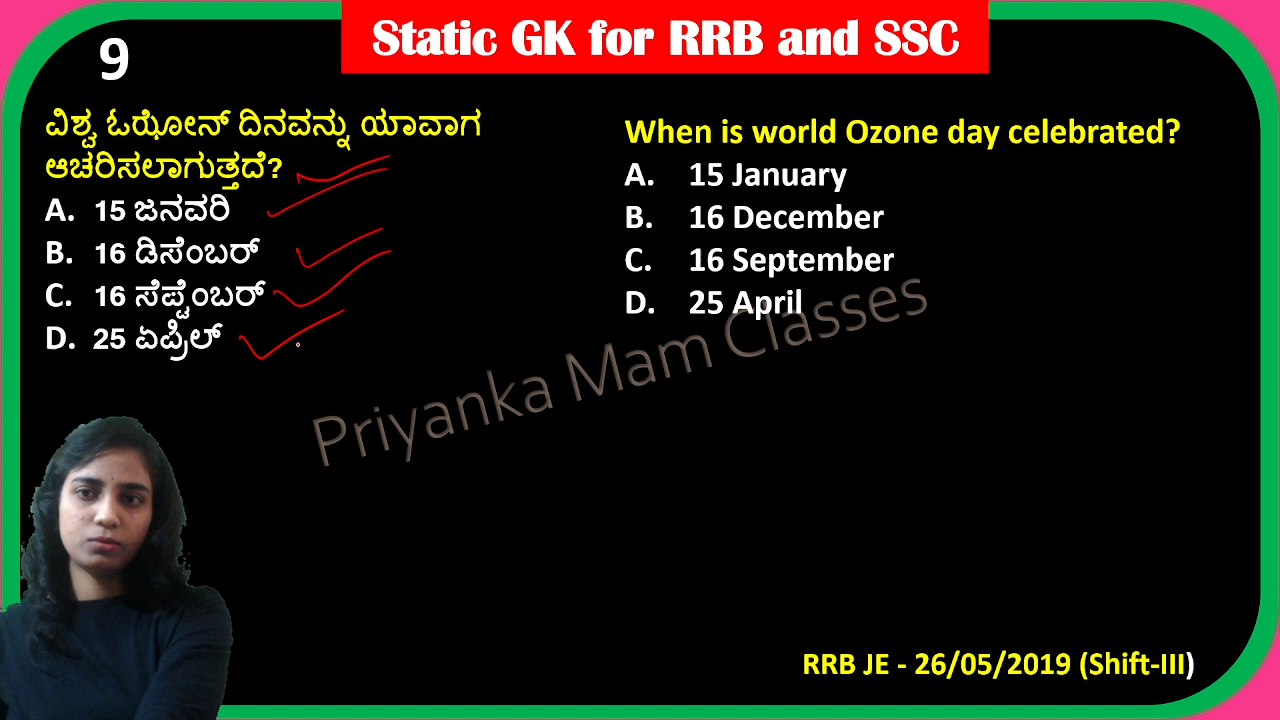 Static GK for RRB and SSC
9
ವಿಶ್ವ ಓಝೋನ್ ದಿನವನ್ನು ಯಾವಾಗ
ಆಚರಿಸಲಾಗುತ್ತದೆ?
A. 15 ಜನವರಿ
B. 16 ಡಿಸೆಂಬರ್
C. 16 ಸೆಪ್ಟೆಂಬರ್
D. 25 ಏಪ್ರಿಲ್
When is world Ozone day celebrated?
A. 15 January
B. 16 December
C. 16 September
D. 25 April
Priyanka Mam Classes
RRB JE - 26/05/2019 (Shift-III)